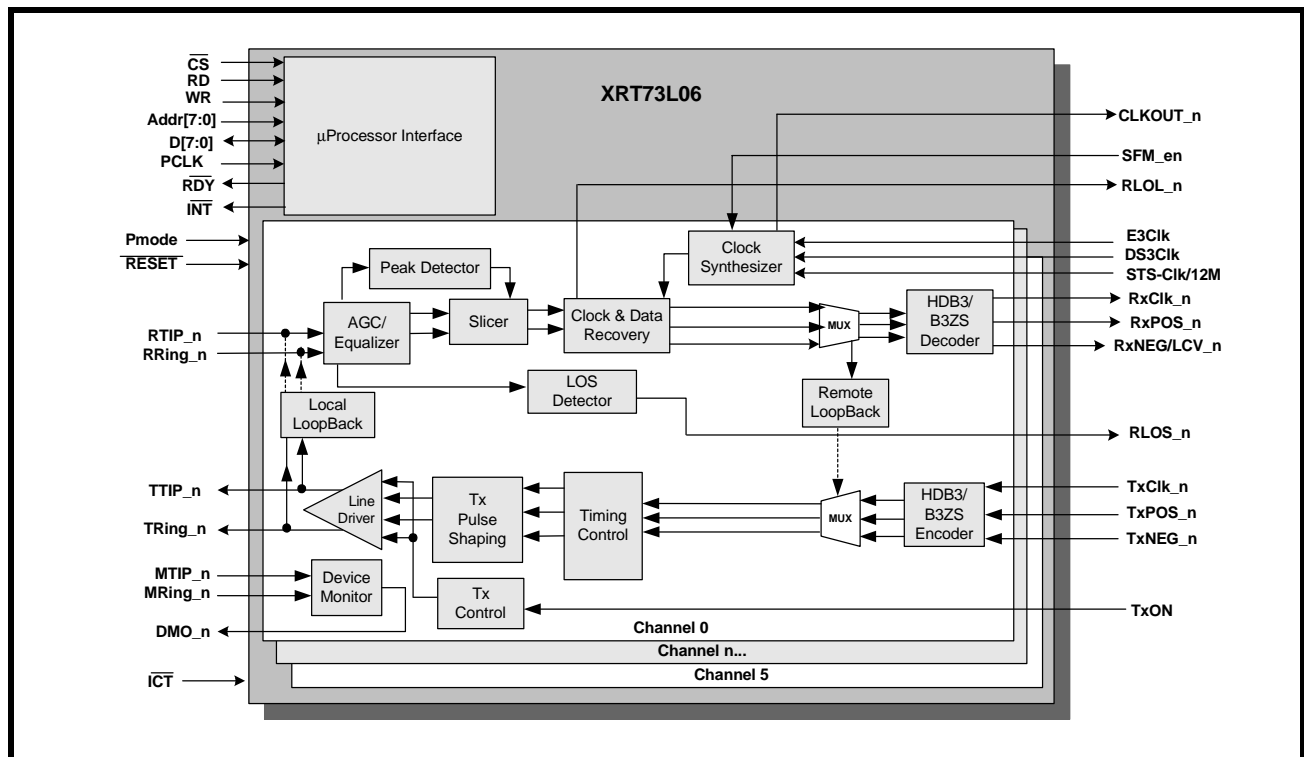 XRT73L06
CS
RD
WR
Addr[7:0]
D[7:0]
PCLK
RDY
INT
Pmode
RESET
RTIP_n
RRing_n
TTIP_n
TRing_n
MTIP_n
MRing_n
DMO_n
ICT
µProcessor Interface
Peak Detector
AGC/
Equalizer
Slicer
Clock & Data
Recovery
Clock
Synthesizer
MUX
HDB3/
B3ZS
Decoder
LOS
Detector
Remote
LoopBack
Local
LoopBack
Line
Driver
Tx
Pulse
Shaping
Timing
Control
MUX
HDB3/
B3ZS
Encoder
Device
Monitor
Tx
Control
Channel 0
Channel n...
Channel 5
CLKOUT_n
SFM_en
RLOL_n
E3Clk
DS3Clk
STS-Clk/12M
RxClk_n
RxPOS_n
RxNEG/LCV_n
RLOS_n
TxClk_n
TxPOS_n
TxNEG_n
TxON